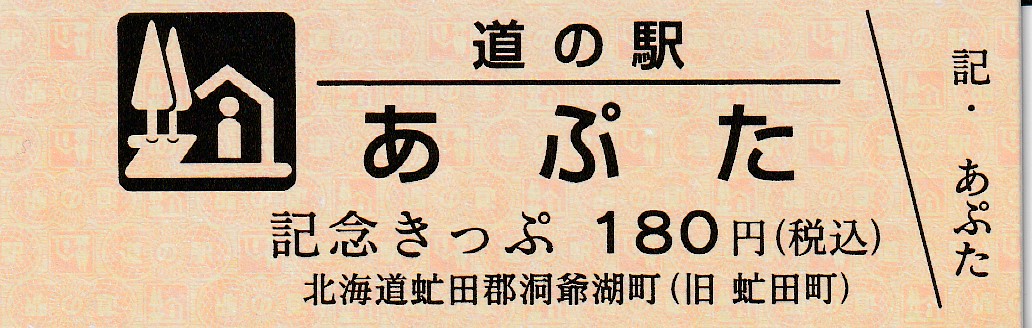 道の駅
あぷた
記念きっぷ 180円(税込)
北海道虻田郡洞爺湖町(旧 虻田町)
記・あぷた